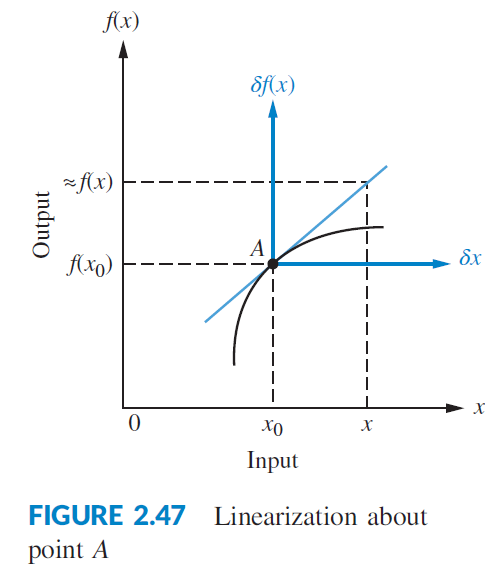 f(x)
δf(x)
≈f(x)
Output
A
f(x₀)
δx
x
0
x₀
x
Input
FIGURE 2.47 Linearization about
point A